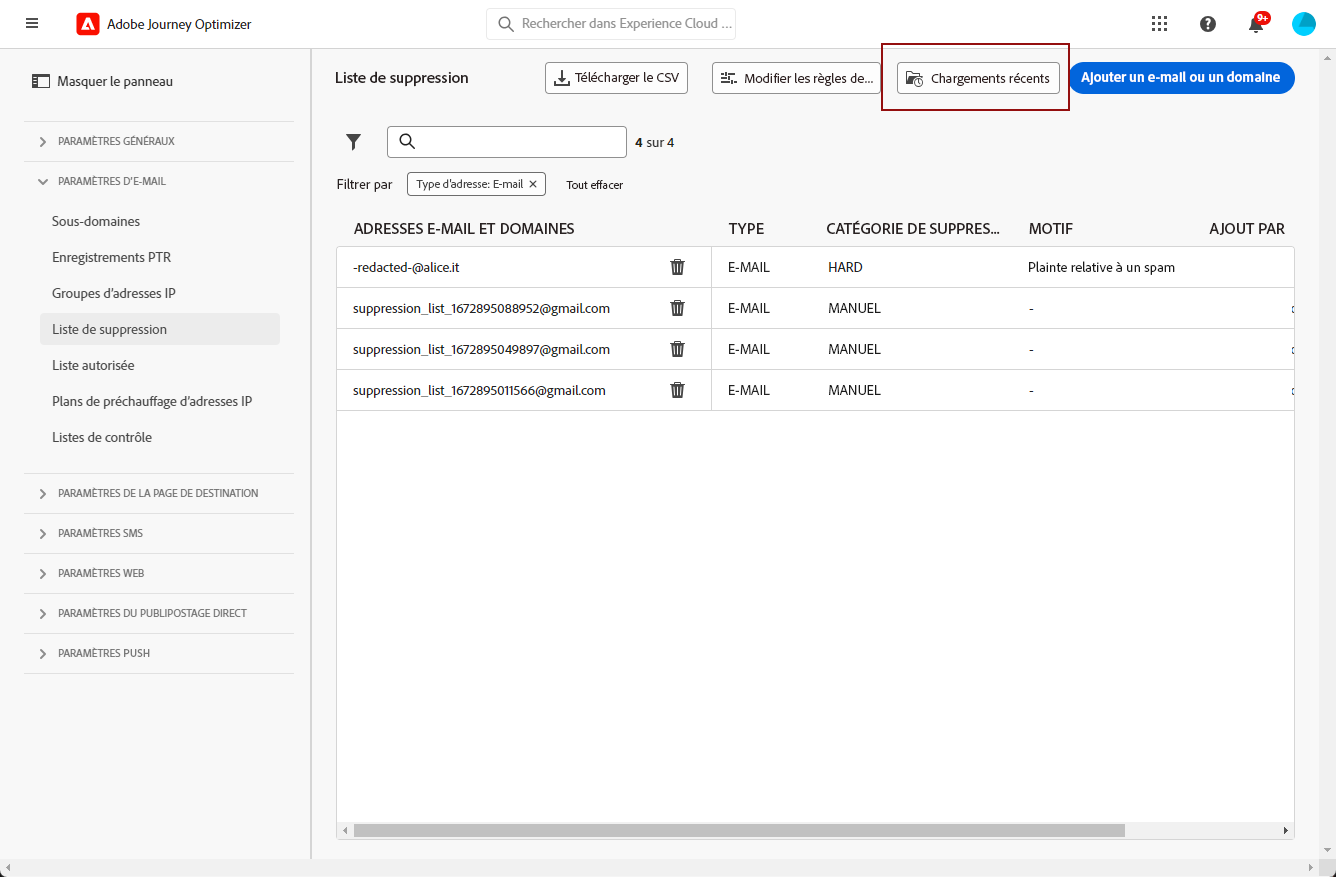 Adobe Journey Optimizer
Rechercher dans Experience Cloud ...
9+
Masquer le panneau
PARAMÈTRES GÉNÉRAUX
PARAMÈTRES D'E-MAIL
Sous-domaines
Enregistrements PTR
Groupes d’adresses IP
Liste de suppression
Liste autorisée
Plans de préchauffage d’adresses IP
Listes de contrôle
PARAMÈTRES DE LA PAGE DE DESTINATION
PARAMÈTRES SMS
PARAMÈTRES WEB
PARAMÈTRES DU PUBLIPOSTAGE DIRECT
PARAMÈTRES PUSH
Liste de suppression
Télécharger le CSV
Modifier les règles de...
Chargements récents
Ajouter un e-mail ou un domaine
4 sur 4
Filtrer par
Type d'adresse: E-mail ×
Tout effacer
ADRESSES E-MAIL ET DOMAINES TYPE CATÉGORIE DE SUPPRES... MOTIF AJOUT PAR
-redacted-@alice.it E-MAIL HARD Plainte relative à un spam
suppression_list_1672895088952@gmail.com E-MAIL MANUEL -
suppression_list_1672895049897@gmail.com E-MAIL MANUEL -
suppression_list_1672895011566@gmail.com E-MAIL MANUEL -